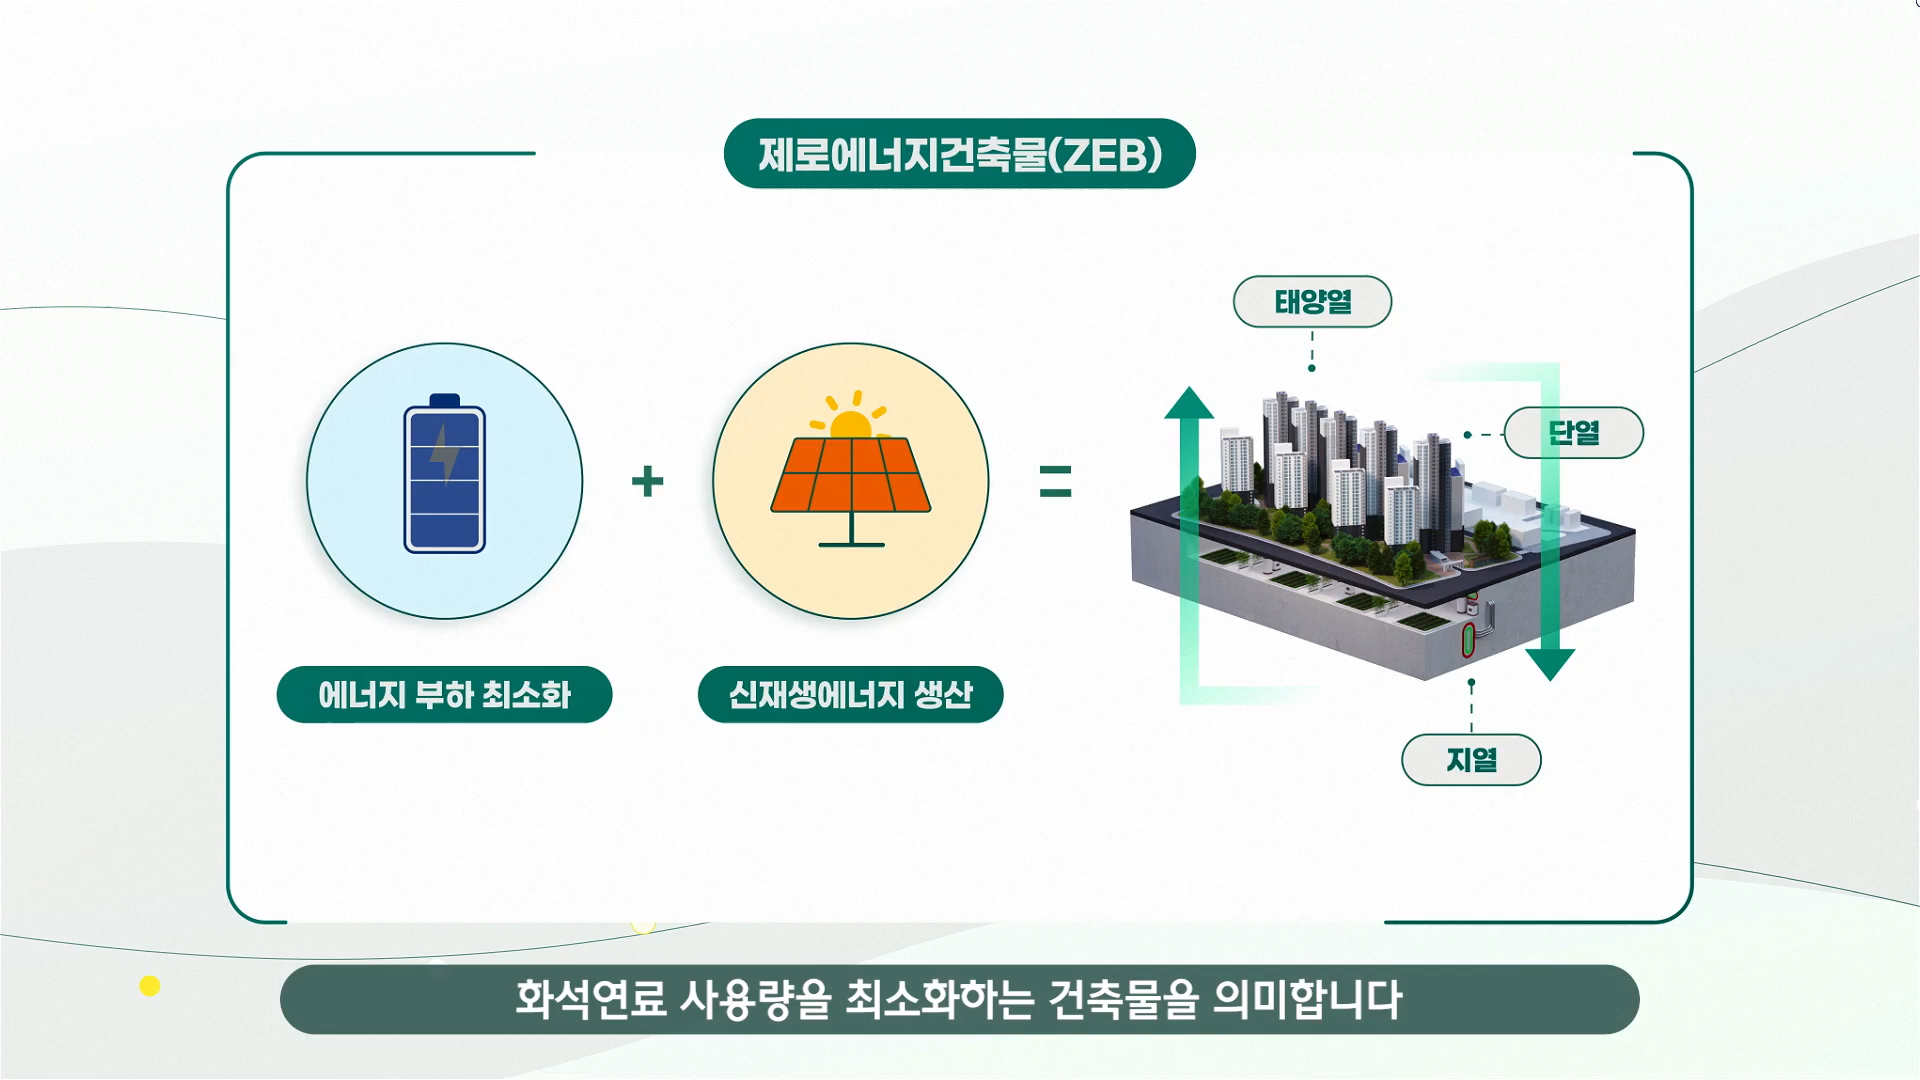 제로에너지건축물(ZEB)
태양열
단열
+
=
에너지 부하 최소화
신재생에너지 생산
지열
화석연료 사용량을 최소화하는 건축물을 의미합니다